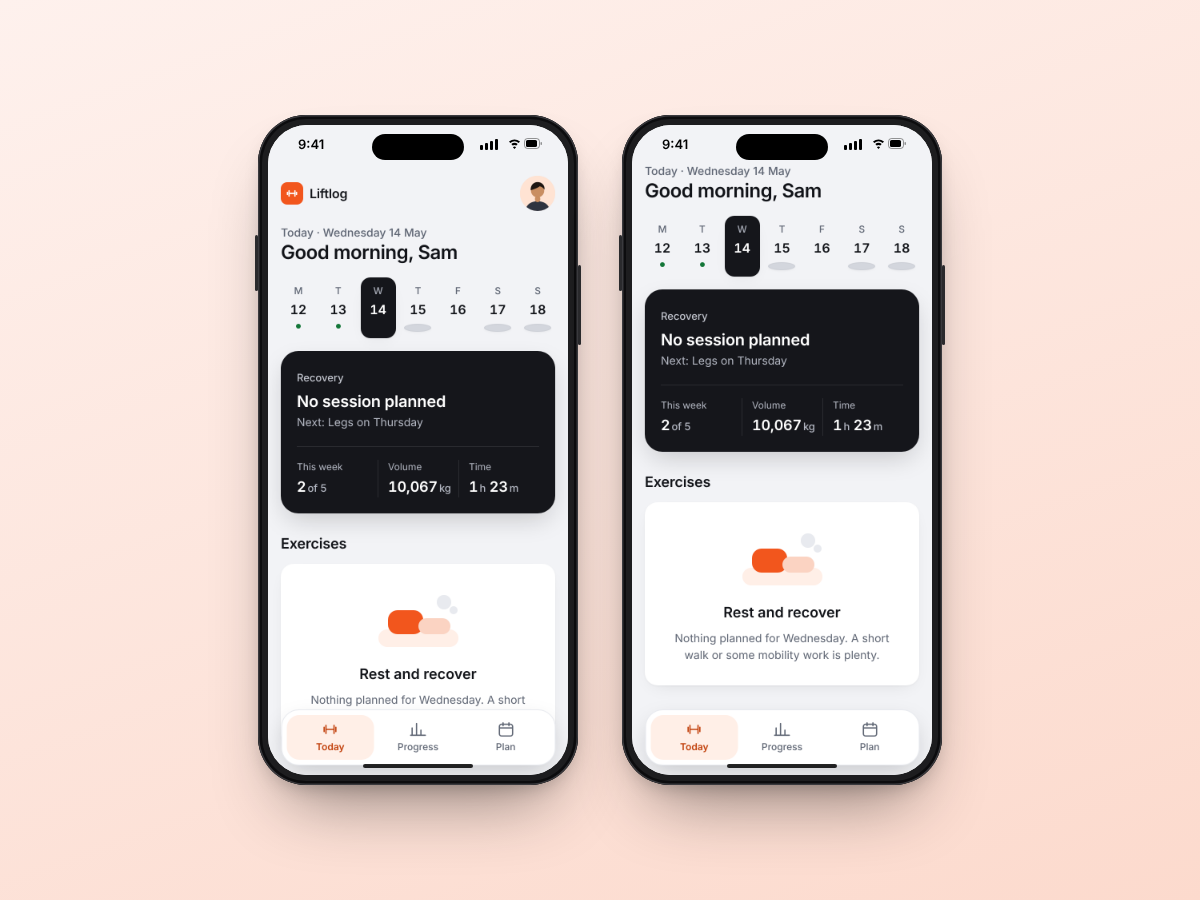 9:41
Liftlog
Today · Wednesday 14 May
Good morning, Sam
M T W T F S S
12 13 14 15 16 17 18
Recovery
No session planned
Next: Legs on Thursday
This week Volume Time
2 of 5 10,067 kg 1 h 23 m
Exercises
Rest and recover
Nothing planned for Wednesday. A short
Today Progress Plan
9:41
Today · Wednesday 14 May
Good morning, Sam
M T W T F S S
12 13 14 15 16 17 18
Recovery
No session planned
Next: Legs on Thursday
This week Volume Time
2 of 5 10,067 kg 1 h 23 m
Exercises
Rest and recover
Nothing planned for Wednesday. A short
walk or some mobility work is plenty.
Today Progress Plan